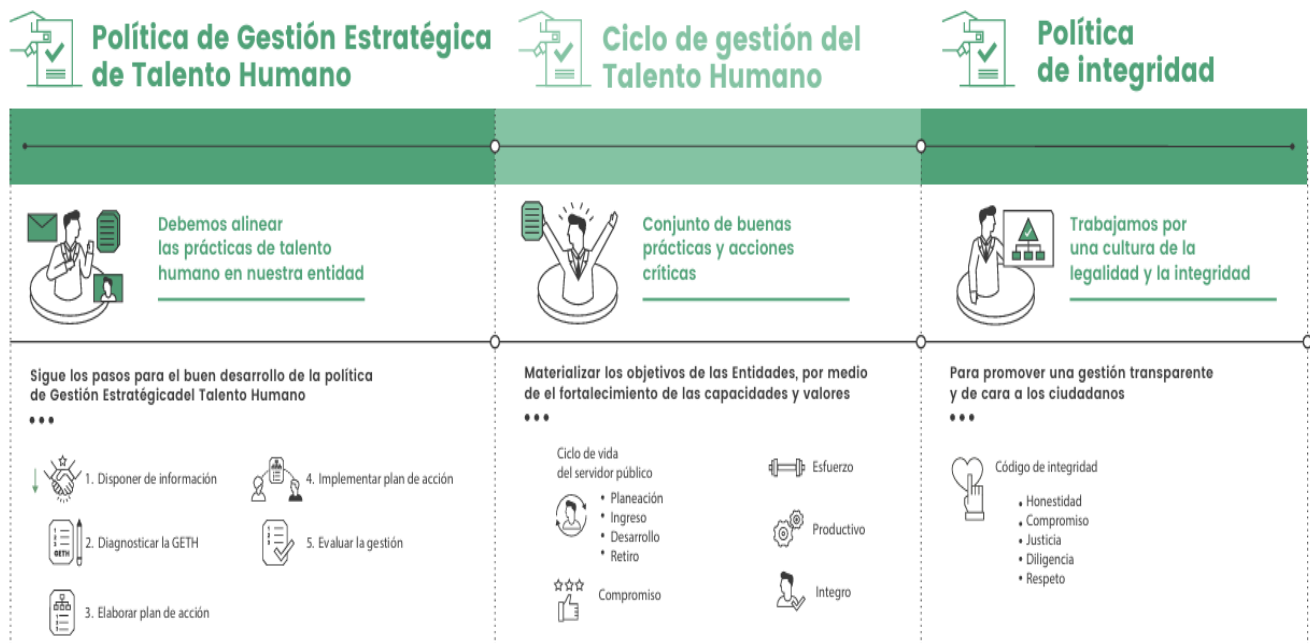 Política de Gestión Estratégica
de Talento Humano
Debemos alinear
las prácticas de talento
humano en nuestra entidad
Sigue los pasos para el buen desarrollo de la política
de Gestión Estratégicadel Talento Humano
1. Disponer de información
2. Diagnosticar la GETH
GETH
3. Elaborar plan de acción
4. Implementar plan de acción
5. Evaluar la gestión
Ciclo de gestión del
Talento Humano
Conjunto de buenas
prácticas y acciones
críticas
Materializar los objetivos de las Entidades, por medio
de el fortalecimiento de las capacidades y valores
Ciclo de vida
del servidor público
• Planeación
• Ingreso
• Desarrollo
• Retiro
Compromiso
Esfuerzo
Productivo
Integro
Política
de integridad
Trabajamos por
una cultura de la
legalidad y la integridad
Para promover una gestión transparente
y de cara a los ciudadanos
Código de integridad
• Honestidad
• Compromiso
• Justicia
• Diligencia
• Respeto